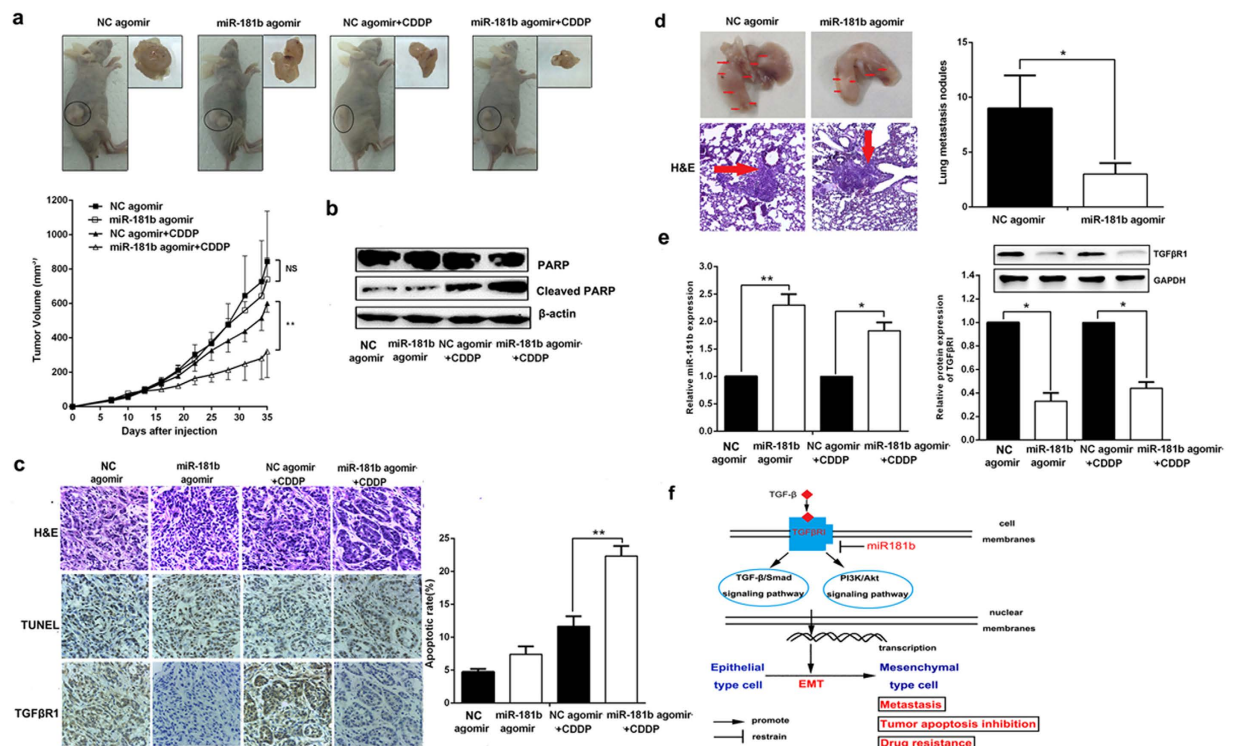 a
NC agomir
miR-181b agomir
NC agomir+CDDP
miR-181b agomir+CDDP
1200
1000
800
600
400
200
0
Tumor Volume (mm³)
NC agomir
miR-181b agomir
NC agomir+CDDP
miR-181b agomir+CDDP
NS
**
0 5 10 15 20 25 30 35
Days after injection
b
PARP
Cleaved PARP
β-actin
NC agomir
miR-181b agomir
NC agomir +CDDP
miR-181b agomir +CDDP
c
NC agomir
miR-181b agomir
NC agomir +CDDP
miR-181b agomir +CDDP
H&E
TUNEL
TGFβR1
Apoptotic rate(%)
25
20
15
10
5
0
**
NC agomir
miR-181b agomir
NC agomir +CDDP
miR-181b agomir +CDDP
d
NC agomir
miR-181b agomir
H&E
Lung metastasis nodules
15
10
5
0
*
NC agomir
miR-181b agomir
e
Relative miR-181b expression
3.0
2.5
2.0
1.5
1.0
0.5
0.0
**
*
NC agomir
miR-181b agomir
NC agomir +CDDP
miR-181b agomir +CDDP
TGFβR1
GAPDH
Relative protein expression
of TGFβRI
1.4
1.2
1.0
0.8
0.6
0.4
0.2
0.0
*
*
NC agomir
miR-181b agomir
NC agomir +CDDP
miR-181b agomir +CDDP
f
TGF-β
TGFβRI
cell
membranes
miR181b
TGF-β/Smad
signaling pathway
PI3K/Akt
signaling pathway
nuclear
membranes
transcription
Epithelial
type cell
EMT
Mesenchymal
type cell
Metastasis
Tumor apoptosis inhibition
Drug resistance
promote
restrain